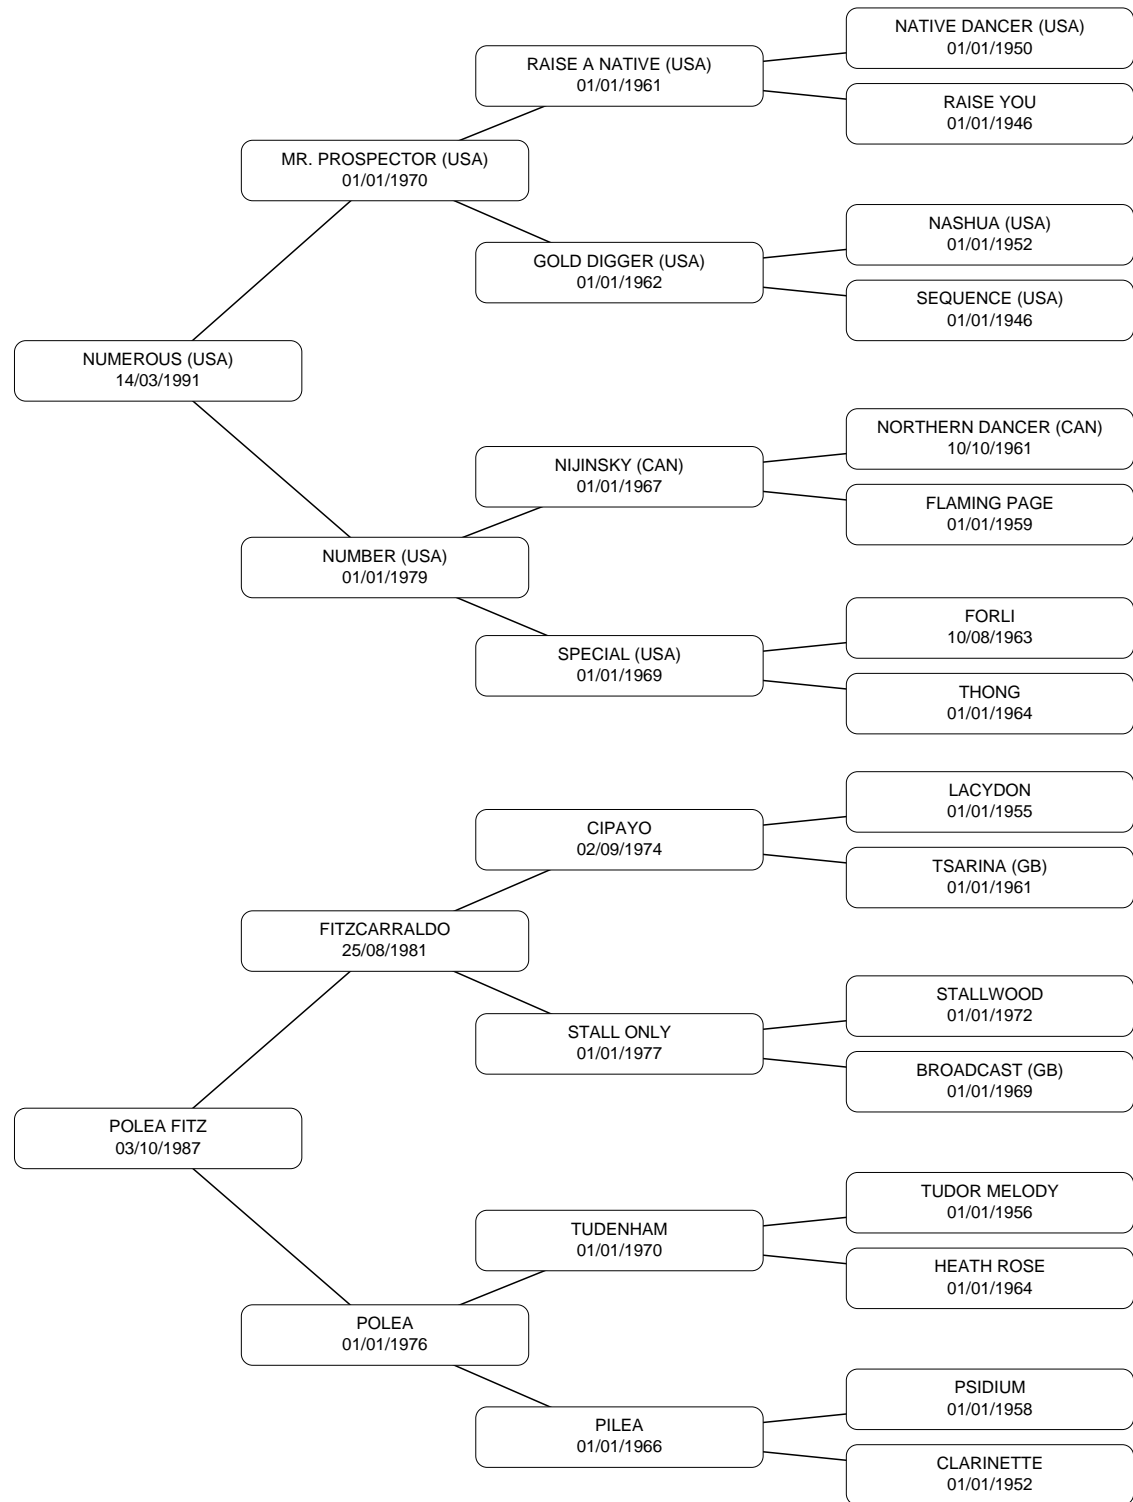 NATIVE DANCER (USA)
01/01/1950
RAISE A NATIVE (USA)
01/01/1961
RAISE YOU
01/01/1946
MR. PROSPECTOR (USA)
01/01/1970
NASHUA (USA)
01/01/1952
GOLD DIGGER (USA)
01/01/1962
SEQUENCE (USA)
01/01/1946
NUMEROUS (USA)
14/03/1991
NORTHERN DANCER (CAN)
10/10/1961
NIJINSKY (CAN)
01/01/1967
FLAMING PAGE
01/01/1959
NUMBER (USA)
01/01/1979
FORLI
10/08/1963
SPECIAL (USA)
01/01/1969
THONG
01/01/1964
LACYDON
01/01/1955
CIPAYO
02/09/1974
TSARINA (GB)
01/01/1961
FITZCARRALDO
25/08/1981
STALLWOOD
01/01/1972
STALL ONLY
01/01/1977
BROADCAST (GB)
01/01/1969
POLEA FITZ
03/10/1987
TUDOR MELODY
01/01/1956
TUDENHAM
01/01/1970
HEATH ROSE
01/01/1964
POLEA
01/01/1976
PSIDIUM
01/01/1958
PILEA
01/01/1966
CLARINETTE
01/01/1952